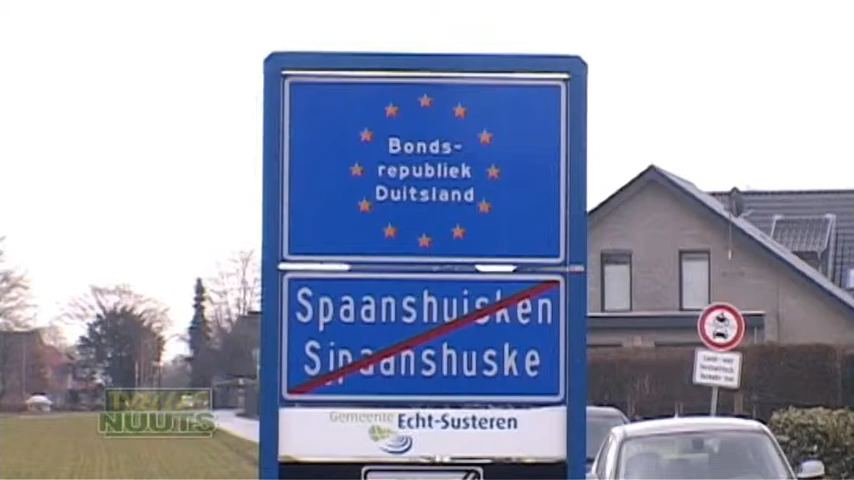 Bonds-
republiek
Duitsland
Spaanshuisken
Sjpaanshuske
Gemeente Echt-Susteren
NUUTS